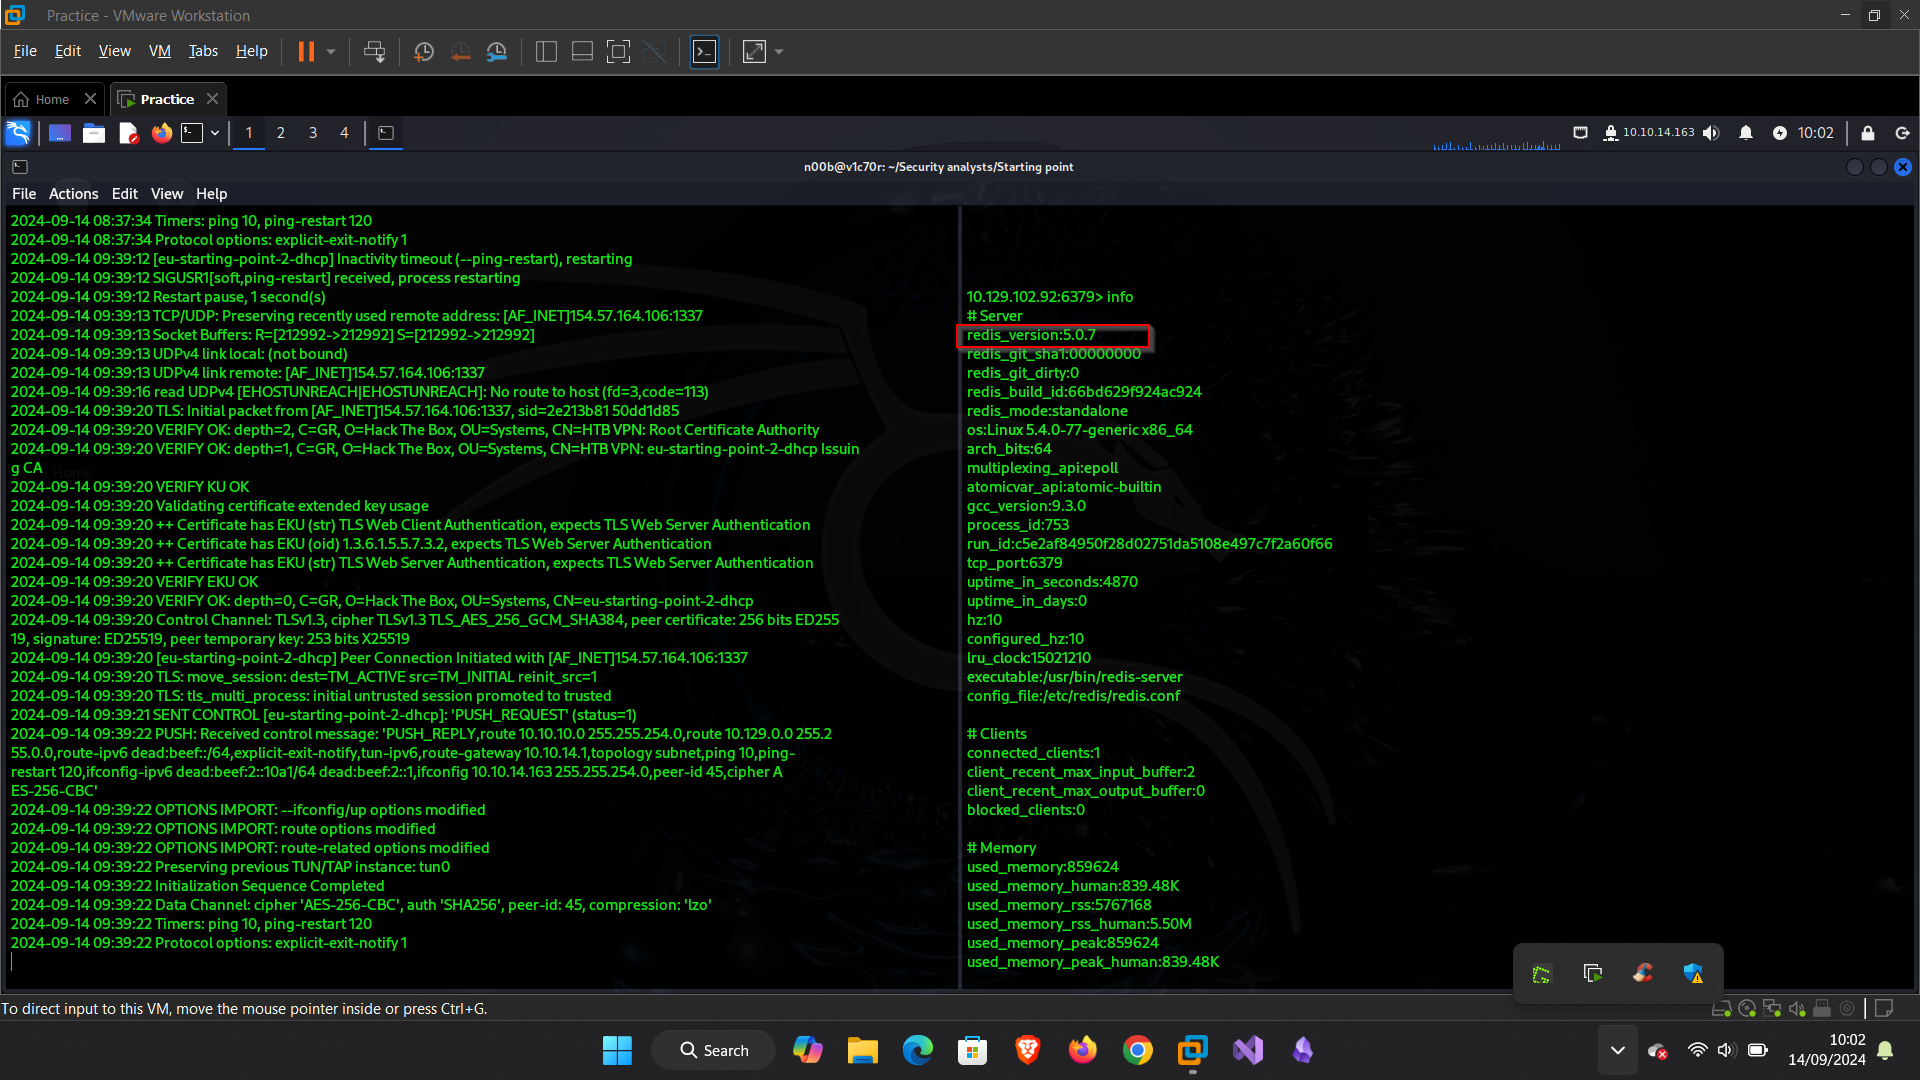 Practice - VMware Workstation
File Edit View VM Tabs Help
Home
Practice
1 2 3 4
10.10.14.163
10:02
n00b@v1c70r: ~/Security analysts/Starting point
File Actions Edit View Help
2024-09-14 08:37:34 Timers: ping 10, ping-restart 120
2024-09-14 08:37:34 Protocol options: explicit-exit-notify 1
2024-09-14 09:39:12 [eu-starting-point-2-dhcp] Inactivity timeout (--ping-restart), restarting
2024-09-14 09:39:12 SIGUSR1[soft,ping-restart] received, process restarting
2024-09-14 09:39:12 Restart pause, 1 second(s)
2024-09-14 09:39:13 TCP/UDP: Preserving recently used remote address: [AF_INET]154.57.164.106:1337
2024-09-14 09:39:13 Socket Buffers: R=[212992->212992] S=[212992->212992]
2024-09-14 09:39:13 UDPv4 link local: (not bound)
2024-09-14 09:39:13 UDPv4 link remote: [AF_INET]154.57.164.106:1337
2024-09-14 09:39:16 read UDPv4 [EHOSTUNREACH|EHOSTUNREACH]: No route to host (fd=3,code=113)
2024-09-14 09:39:20 TLS: Initial packet from [AF_INET]154.57.164.106:1337, sid=2e213b81 50dd1d85
2024-09-14 09:39:20 VERIFY OK: depth=2, C=GR, O=Hack The Box, OU=Systems, CN=HTB VPN: Root Certificate Authority
2024-09-14 09:39:20 VERIFY OK: depth=1, C=GR, O=Hack The Box, OU=Systems, CN=HTB VPN: eu-starting-point-2-dhcp Issuin
g CA
2024-09-14 09:39:20 VERIFY KU OK
2024-09-14 09:39:20 Validating certificate extended key usage
2024-09-14 09:39:20 ++ Certificate has EKU (str) TLS Web Client Authentication, expects TLS Web Server Authentication
2024-09-14 09:39:20 ++ Certificate has EKU (oid) 1.3.6.1.5.5.7.3.2, expects TLS Web Server Authentication
2024-09-14 09:39:20 ++ Certificate has EKU (str) TLS Web Server Authentication, expects TLS Web Server Authentication
2024-09-14 09:39:20 VERIFY EKU OK
2024-09-14 09:39:20 VERIFY OK: depth=0, C=GR, O=Hack The Box, OU=Systems, CN=eu-starting-point-2-dhcp
2024-09-14 09:39:20 Control Channel: TLSv1.3, cipher TLSv1.3 TLS_AES_256_GCM_SHA384, peer certificate: 256 bits ED255
19, signature: ED25519, peer temporary key: 253 bits X25519
2024-09-14 09:39:20 [eu-starting-point-2-dhcp] Peer Connection Initiated with [AF_INET]154.57.164.106:1337
2024-09-14 09:39:20 TLS: move_session: dest=TM_ACTIVE src=TM_INITIAL reinit_src=1
2024-09-14 09:39:20 TLS: tls_multi_process: initial untrusted session promoted to trusted
2024-09-14 09:39:21 SENT CONTROL [eu-starting-point-2-dhcp]: 'PUSH_REQUEST' (status=1)
2024-09-14 09:39:22 PUSH: Received control message: 'PUSH_REPLY,route 10.10.10.0 255.255.254.0,route 10.129.0.0 255.2
55.0.0,route-ipv6 dead:beef::/64,explicit-exit-notify,tun-ipv6,route-gateway 10.10.14.1,topology subnet,ping 10,ping-
restart 120,ifconfig-ipv6 dead:beef:2::10a1/64 dead:beef:2::1,ifconfig 10.10.14.163 255.255.254.0,peer-id 45,cipher A
ES-256-CBC'
2024-09-14 09:39:22 OPTIONS IMPORT: --ifconfig/up options modified
2024-09-14 09:39:22 OPTIONS IMPORT: route options modified
2024-09-14 09:39:22 OPTIONS IMPORT: route-related options modified
2024-09-14 09:39:22 Preserving previous TUN/TAP instance: tun0
2024-09-14 09:39:22 Initialization Sequence Completed
2024-09-14 09:39:22 Data Channel: cipher 'AES-256-CBC', auth 'SHA256', peer-id: 45, compression: 'lzo'
2024-09-14 09:39:22 Timers: ping 10, ping-restart 120
2024-09-14 09:39:22 Protocol options: explicit-exit-notify 1
10.129.102.92:6379> info
# Server
redis_version:5.0.7
redis_git_sha1:00000000
redis_git_dirty:0
redis_build_id:66bd629f924ac924
redis_mode:standalone
os:Linux 5.4.0-77-generic x86_64
arch_bits:64
multiplexing_api:epoll
atomicvar_api:atomic-builtin
gcc_version:9.3.0
process_id:753
run_id:c5e2af84950f28d02751da5108e497c7f2a60f66
tcp_port:6379
uptime_in_seconds:4870
uptime_in_days:0
hz:10
configured_hz:10
lru_clock:15021210
executable:/usr/bin/redis-server
config_file:/etc/redis/redis.conf
# Clients
connected_clients:1
client_recent_max_input_buffer:2
client_recent_max_output_buffer:0
blocked_clients:0
# Memory
used_memory:859624
used_memory_human:839.48K
used_memory_rss:5767168
used_memory_rss_human:5.50M
used_memory_peak:859624
used_memory_peak_human:839.48K
Home
To direct input to this VM, move the mouse pointer inside or press Ctrl+G.
Search
10:02
14/09/2024